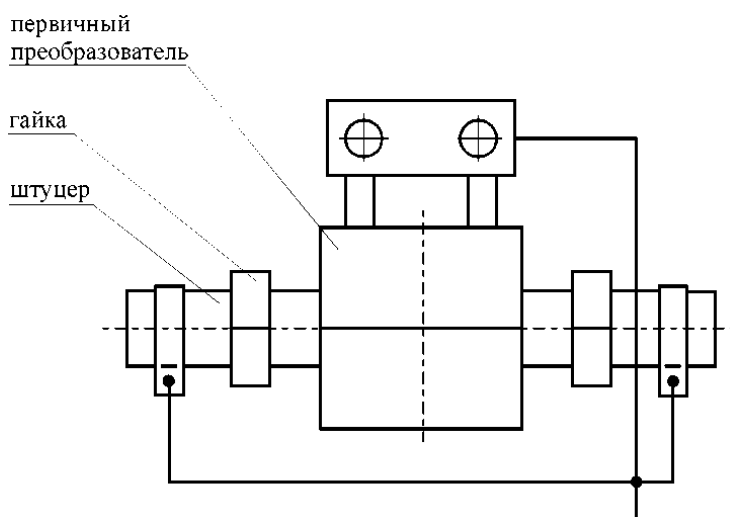 первичный
преобразователь
гайка
штуцер